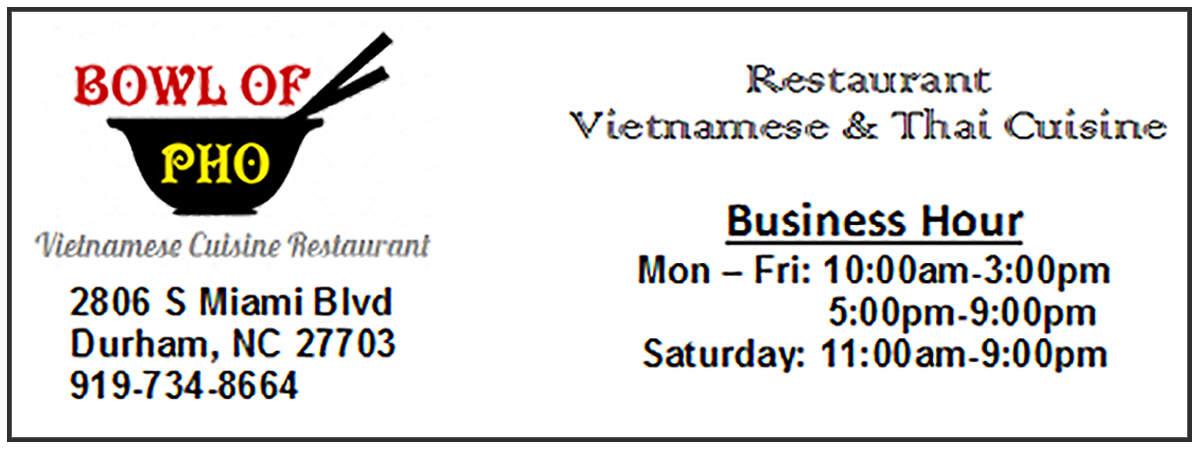 BOWL OF
PHO
Vietnamese Cuisine Restaurant
2806 S Miami Blvd
Durham, NC 27703
919-734-8664
Restaurant
Vietnamese & Thai Cuisine
Business Hour
Mon – Fri: 10:00am-3:00pm
5:00pm-9:00pm
Saturday: 11:00am-9:00pm